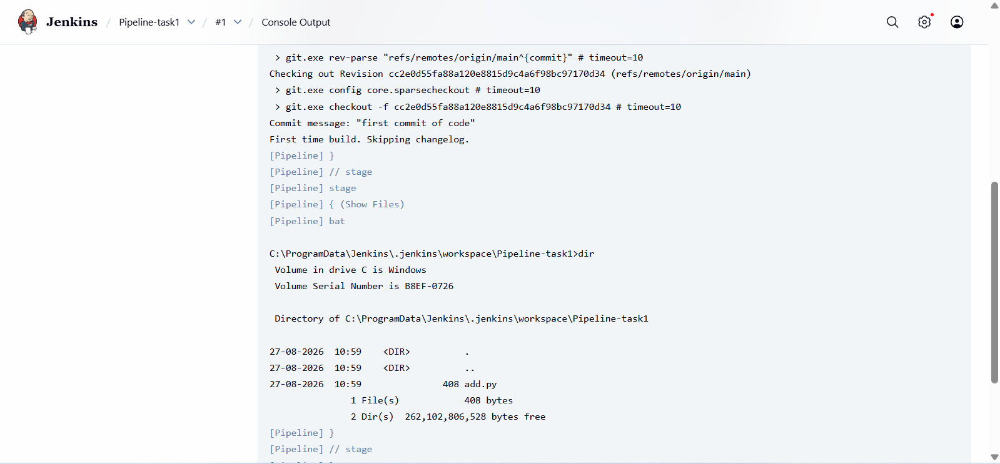 Jenkins / Pipeline-task1 / #1 / Console Output
> git.exe rev-parse "refs/remotes/origin/main^{commit}" # timeout=10
Checking out Revision cc2e0d55fa88a120e8815d9c4a6f98bc97170d34 (refs/remotes/origin/main)
> git.exe config core.sparsecheckout # timeout=10
> git.exe checkout -f cc2e0d55fa88a120e8815d9c4a6f98bc97170d34 # timeout=10
Commit message: "first commit of code"
First time build. Skipping changelog.
[Pipeline] }
[Pipeline] // stage
[Pipeline] stage
[Pipeline] { (Show Files)
[Pipeline] bat
C:\ProgramData\Jenkins\.jenkins\workspace\Pipeline-task1>dir
Volume in drive C is Windows
Volume Serial Number is B8EF-0726
Directory of C:\ProgramData\Jenkins\.jenkins\workspace\Pipeline-task1
27-08-2026  10:59    <DIR>          .
27-08-2026  10:59    <DIR>          ..
27-08-2026  10:59               408 add.py
1 File(s)            408 bytes
2 Dir(s)  262,102,806,528 bytes free
[Pipeline] }
[Pipeline] // stage